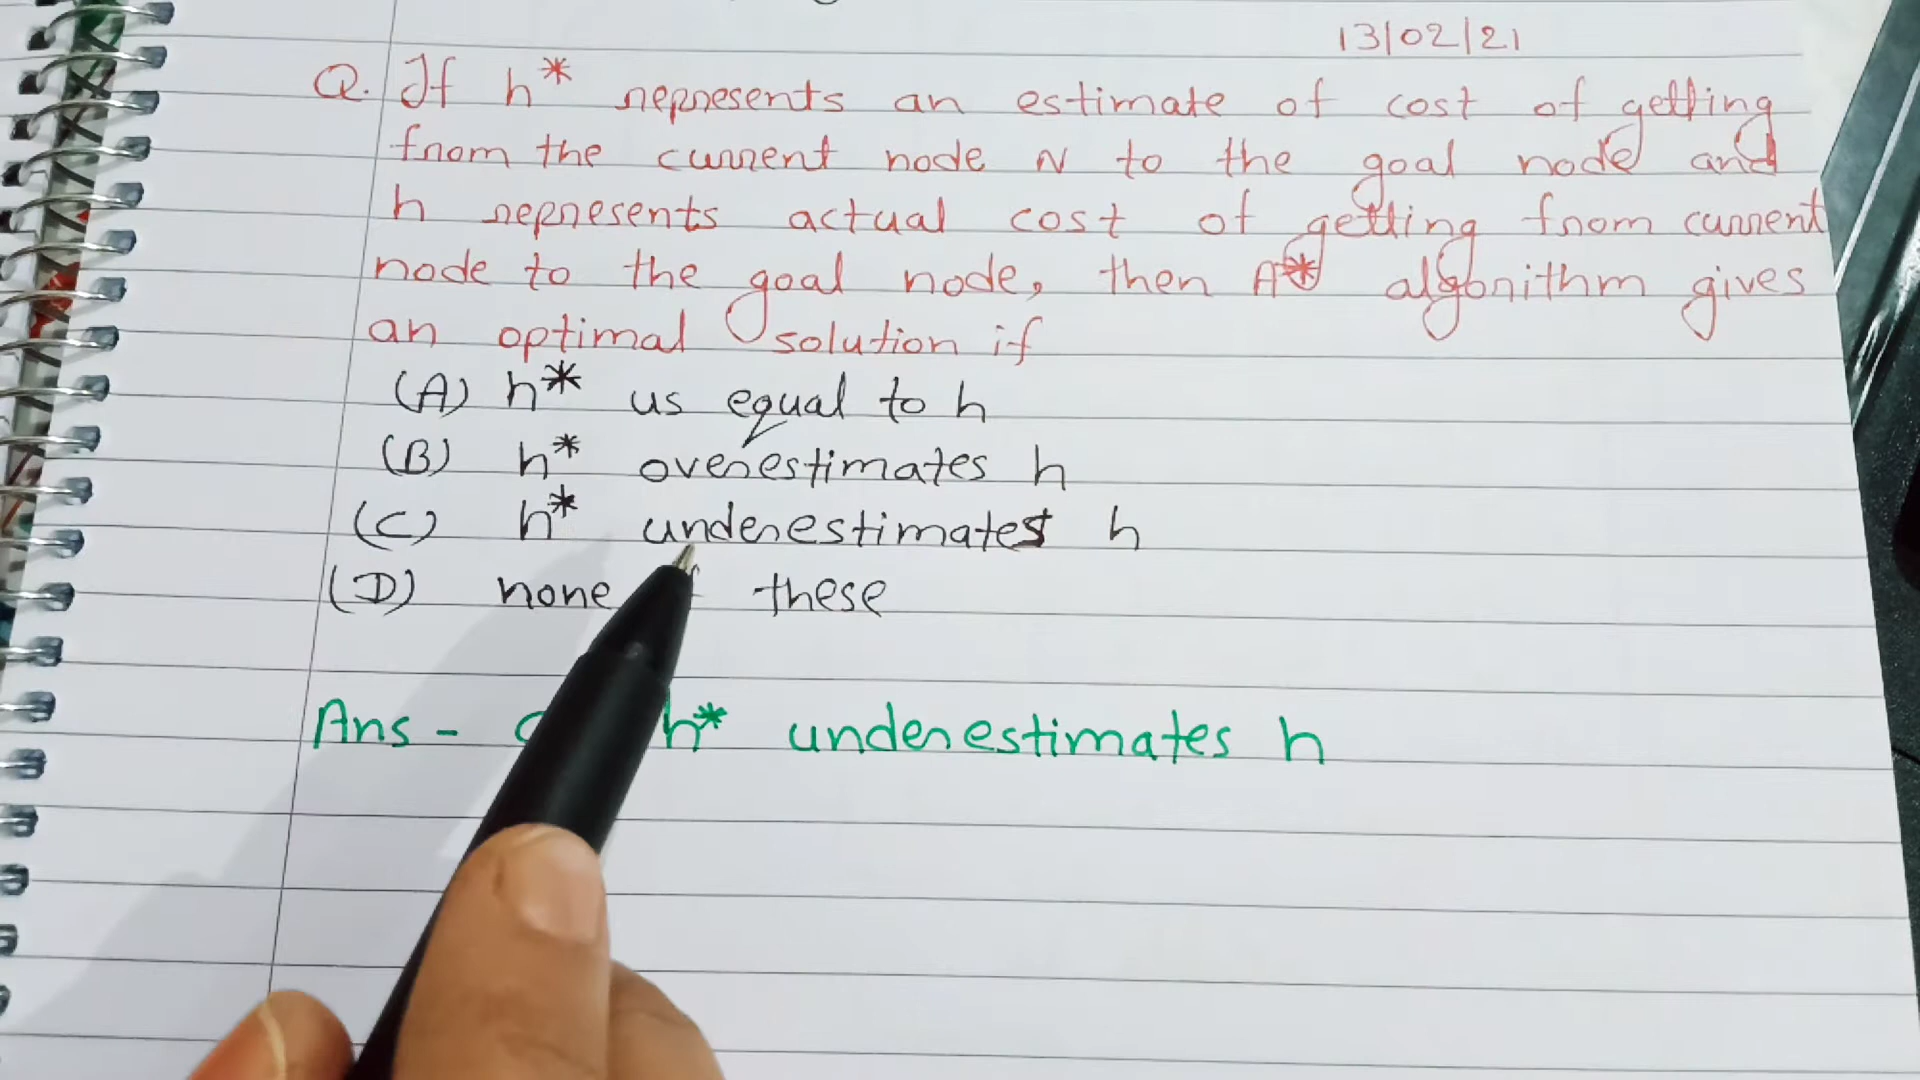 13/02/21
Q. If h* represents an estimate of cost of getting
from the current node N to the goal node and
h represents actual cost of getting from current
node to the goal node, then A* algorithm gives
an optimal solution if
(A) h* us equal to h
(B) h* overestimates h
(C) h* underestimates h
(D) none these
Ans - h* underestimates h